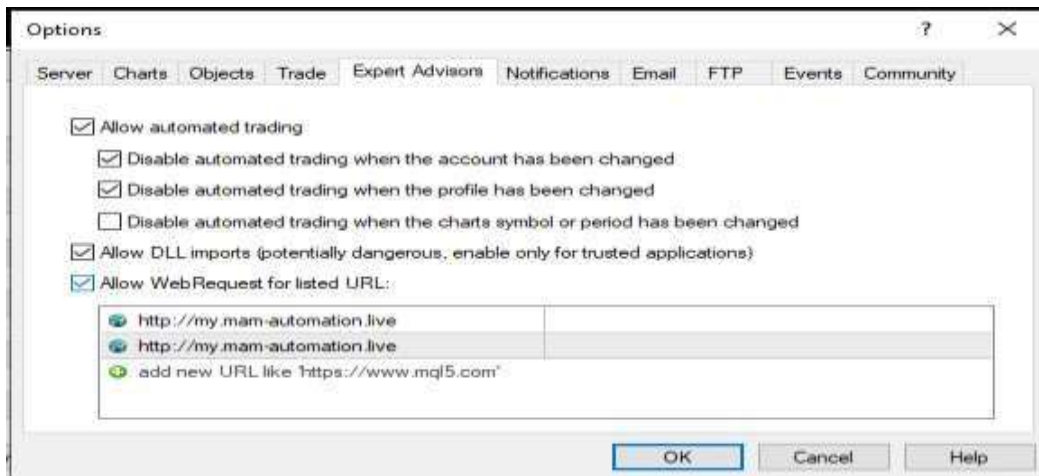 Options
?
Server Charts Objects Trade Expert Advisors Notifications Email FTP Events Community
Allow automated trading
Disable automated trading when the account has been changed
Disable automated trading when the profile has been changed
Disable automated trading when the charts symbol or period has been changed
Allow DLL imports (potentially dangerous, enable only for trusted applications)
Allow WebRequest for listed URL:
http://my.mam-automation.live
http://my.mam-automation.live
add new URL like 'https://www.mql5.com'
OK Cancel Help